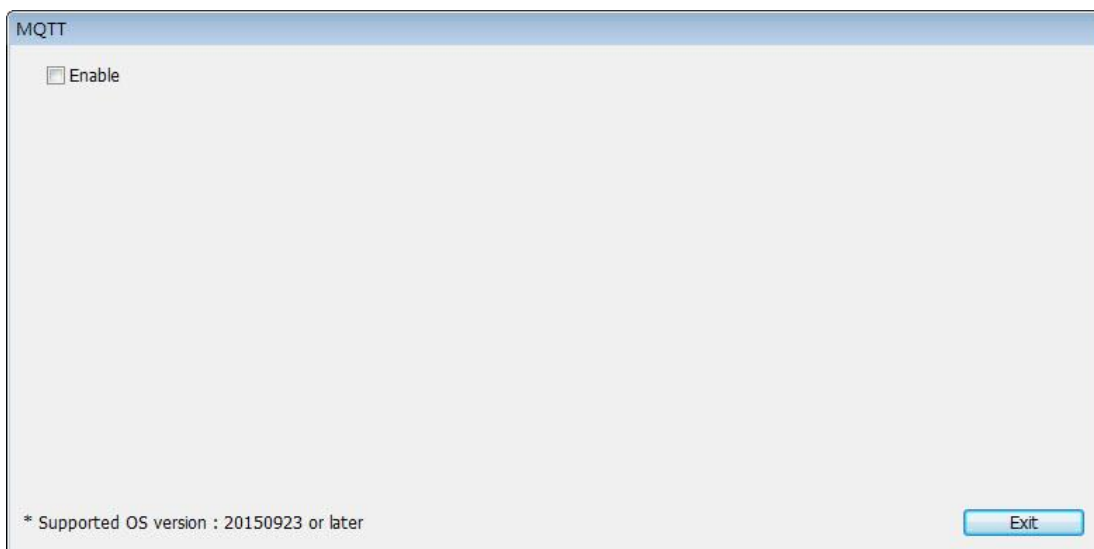 MQTT
Enable
* Supported OS version : 20150923 or later
Exit